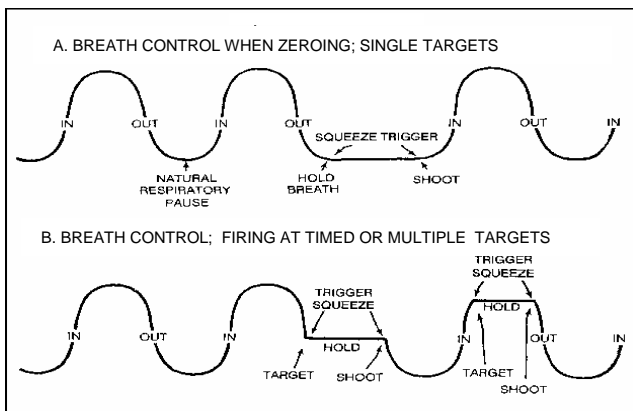 A. BREATH CONTROL WHEN ZEROING; SINGLE TARGETS
IN
OUT
IN
OUT
SQUEEZE TRIGGER
IN
OUT
IN
NATURAL
RESPIRATORY
PAUSE
HOLD
BREATH
SHOOT
B. BREATH CONTROL; FIRING AT TIMED OR MULTIPLE TARGETS
TRIGGER
SQUEEZE
TRIGGER
SQUEEZE
HOLD
IN
OUT
IN
HOLD
IN
OUT
IN
TARGET
SHOOT
TARGET
SHOOT